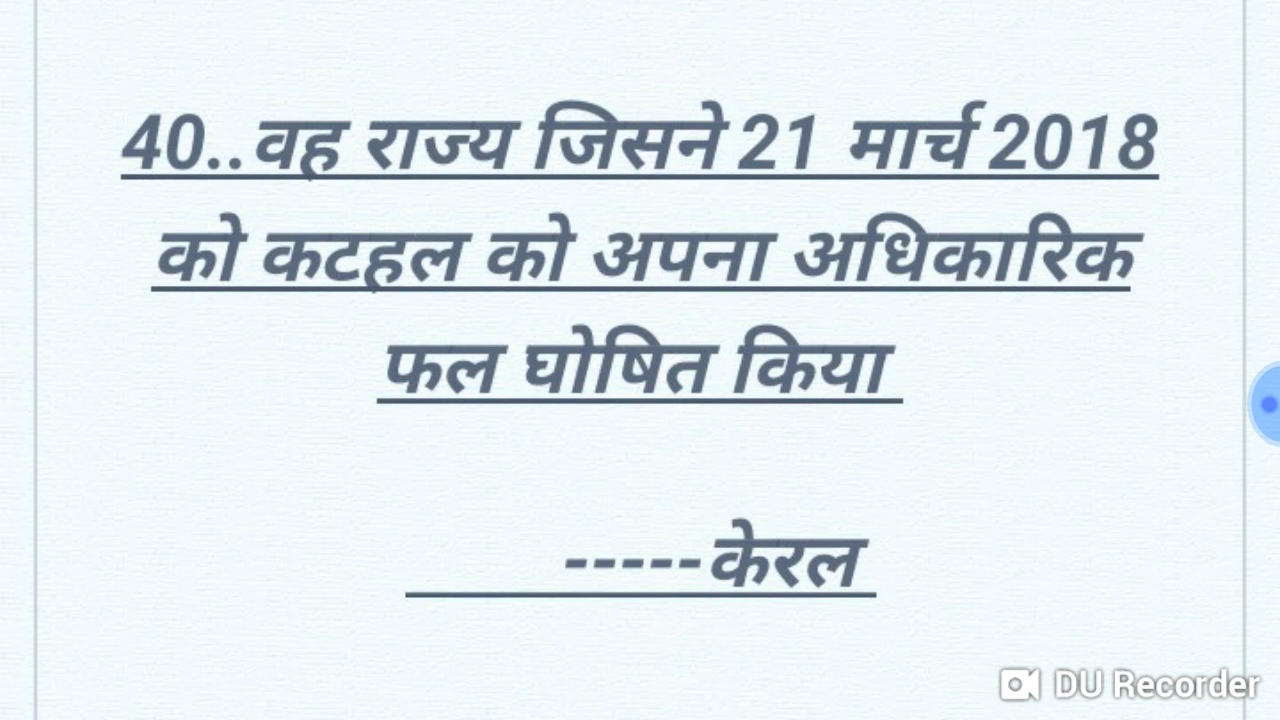 40..वह राज्य जिसने 21 मार्च 2018
को कटहल को अपना अधिकारिक
फल घोषित किया
-----केरल
DU Recorder